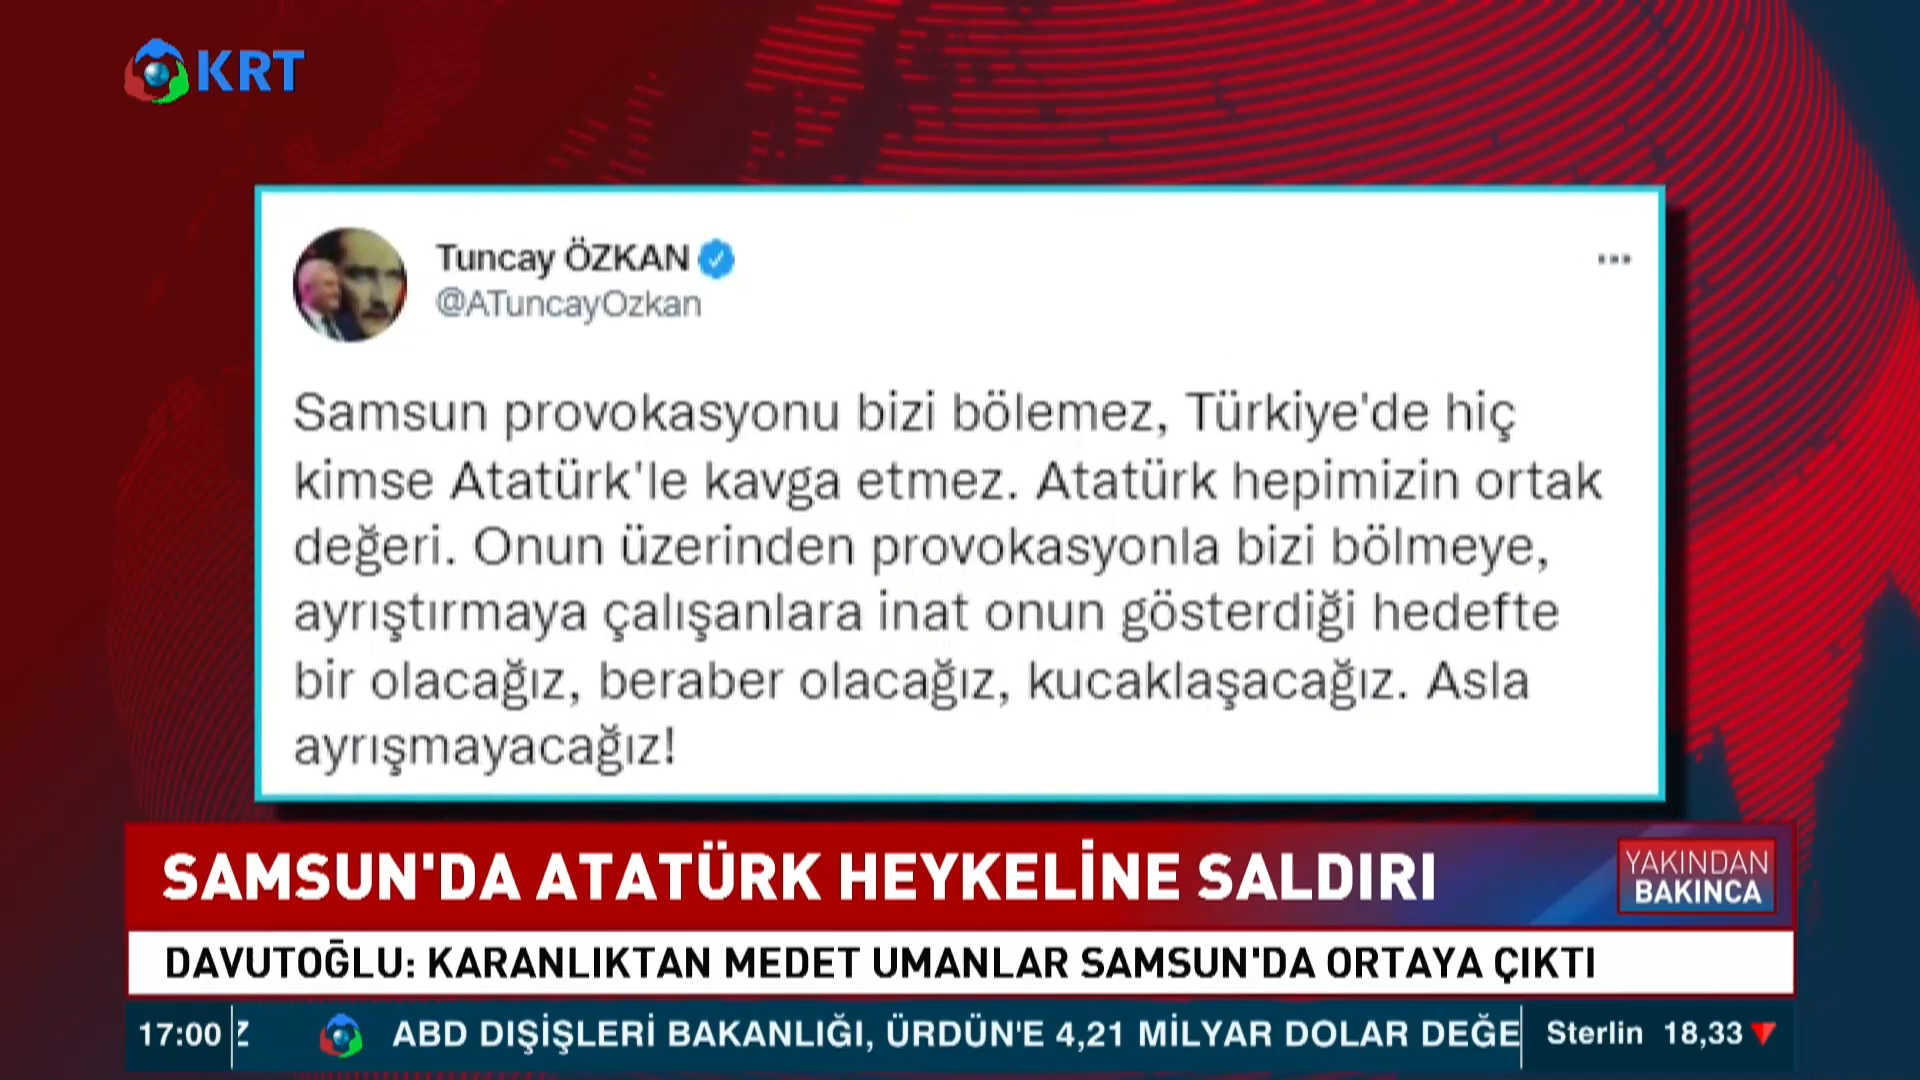 KRT
Tuncay ÖZKAN
@ATuncayOzkan
Samsun provokasyonu bizi bölemez, Türkiye'de hiç
kimse Atatürk'le kavga etmez. Atatürk hepimizin ortak
değeri. Onun üzerinden provokasyonla bizi bölmeye,
ayrıştırmaya çalışanlara inat onun gösterdiği hedefte
bir olacağız, beraber olacağız, kucaklaşacağız. Asla
ayrışmayacağız!
SAMSUN'DA ATATÜRK HEYKELİNE SALDIRI
YAKINDAN
BAKINCA
DAVUTOĞLU: KARANLIKTAN MEDET UMANLAR SAMSUN'DA ORTAYA ÇIKTI
17:00 Z ABD DIŞİŞLERİ BAKANLIĞI, ÜRDÜN'E 4,21 MİLYAR DOLAR DEĞE Sterlin 18,33